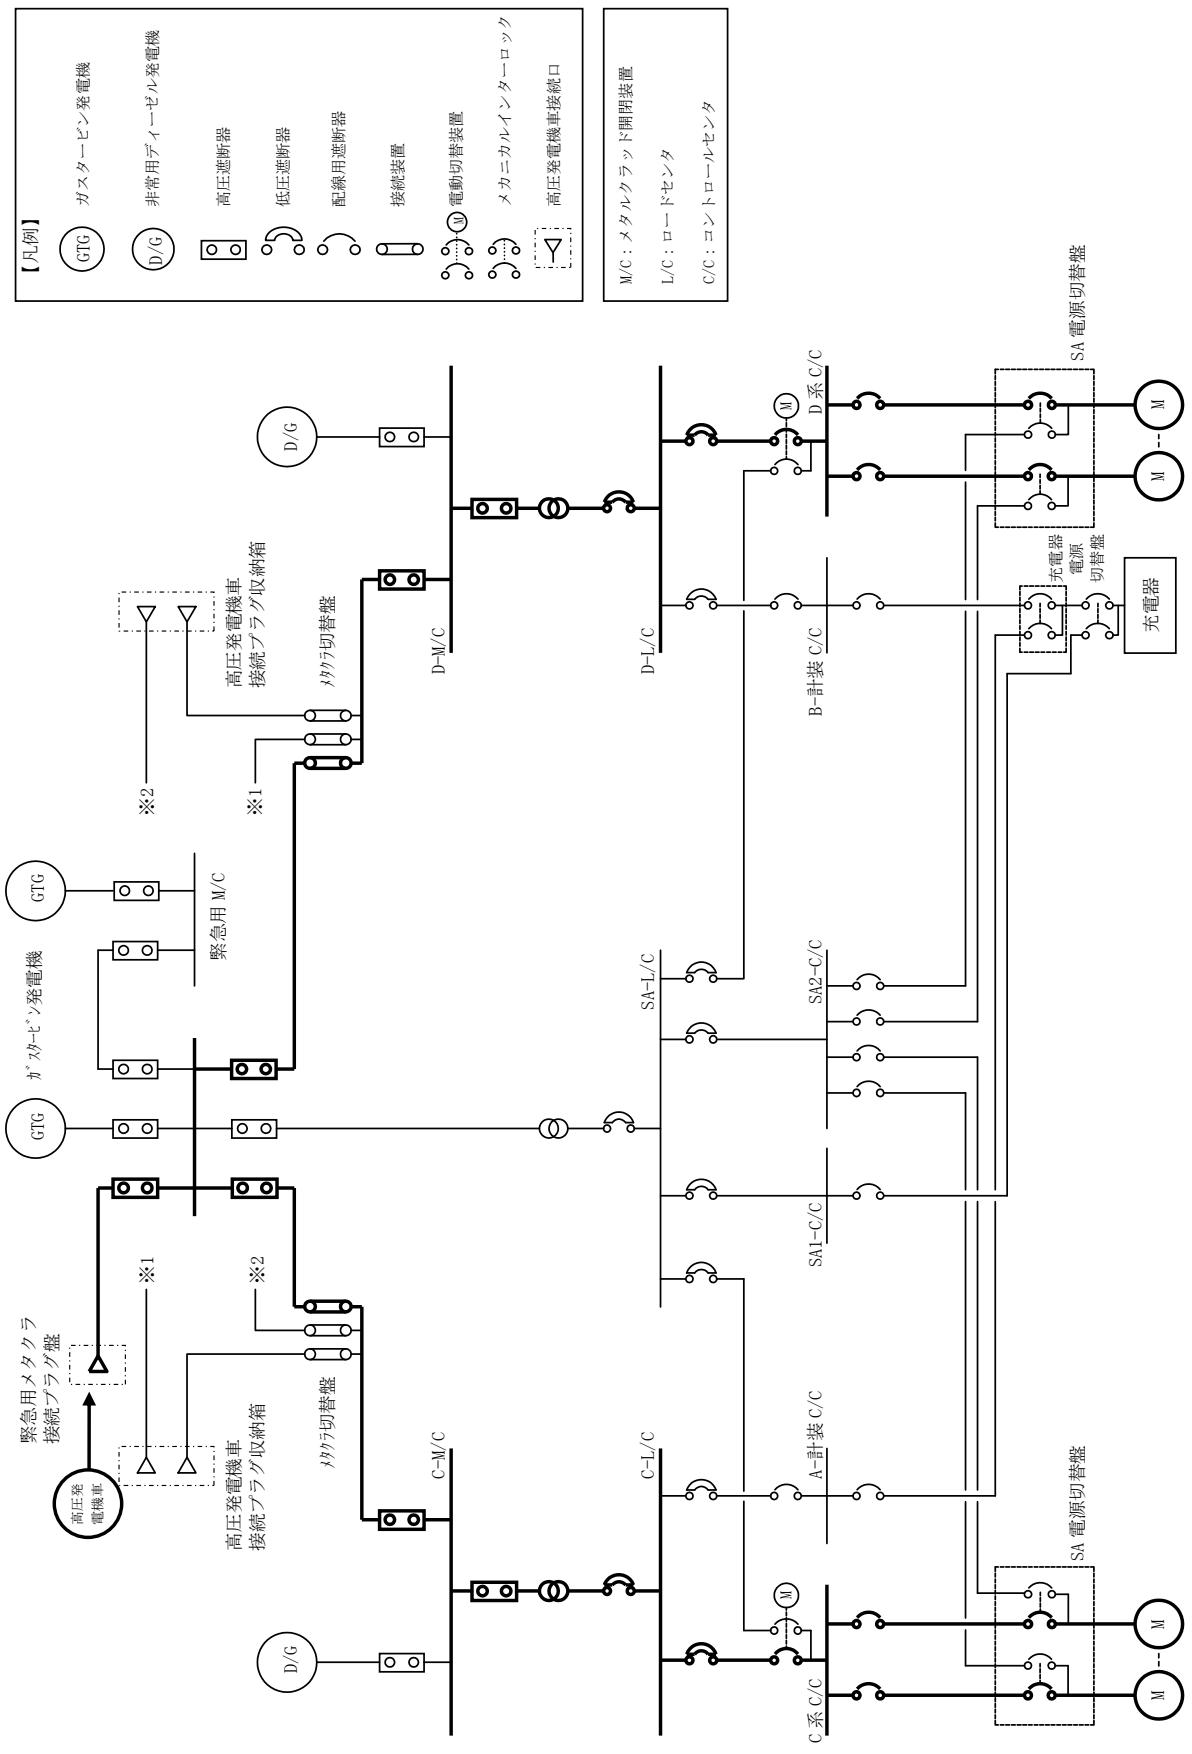 【凡例】
GTG
ガスタービン発電機
D/G
非常用ディーゼル発電機
高圧遮断器
低圧遮断器
配線用遮断器
接続装置
M
電動切替装置
メカニカルインターロック
高圧発電機車接続口
M/C：メタルクラッド開閉装置
L/C：ロードセンタ
C/C：コントロールセンタ
高圧発
電機車
緊急用メタクラ
接続プラグ盤
GTG
ｶﾞｽﾀｰﾋﾞﾝ発電機
GTG
緊急用 M/C
高圧発電機車
接続プラグ収納箱
※1
※2
※2
※1
高圧発電機車
接続プラグ収納箱
ﾒﾀｸﾗ切替盤
ﾒﾀｸﾗ切替盤
D/G
D/G
C-M/C
D-M/C
C-L/C
SA-L/C
D-L/C
M
M
C 系 C/C
A-計装 C/C
SA1-C/C
SA2-C/C
B-計装 C/C
D 系 C/C
SA 電源切替盤
充電器
電源
切替盤
SA 電源切替盤
M
M
充電器
M
M